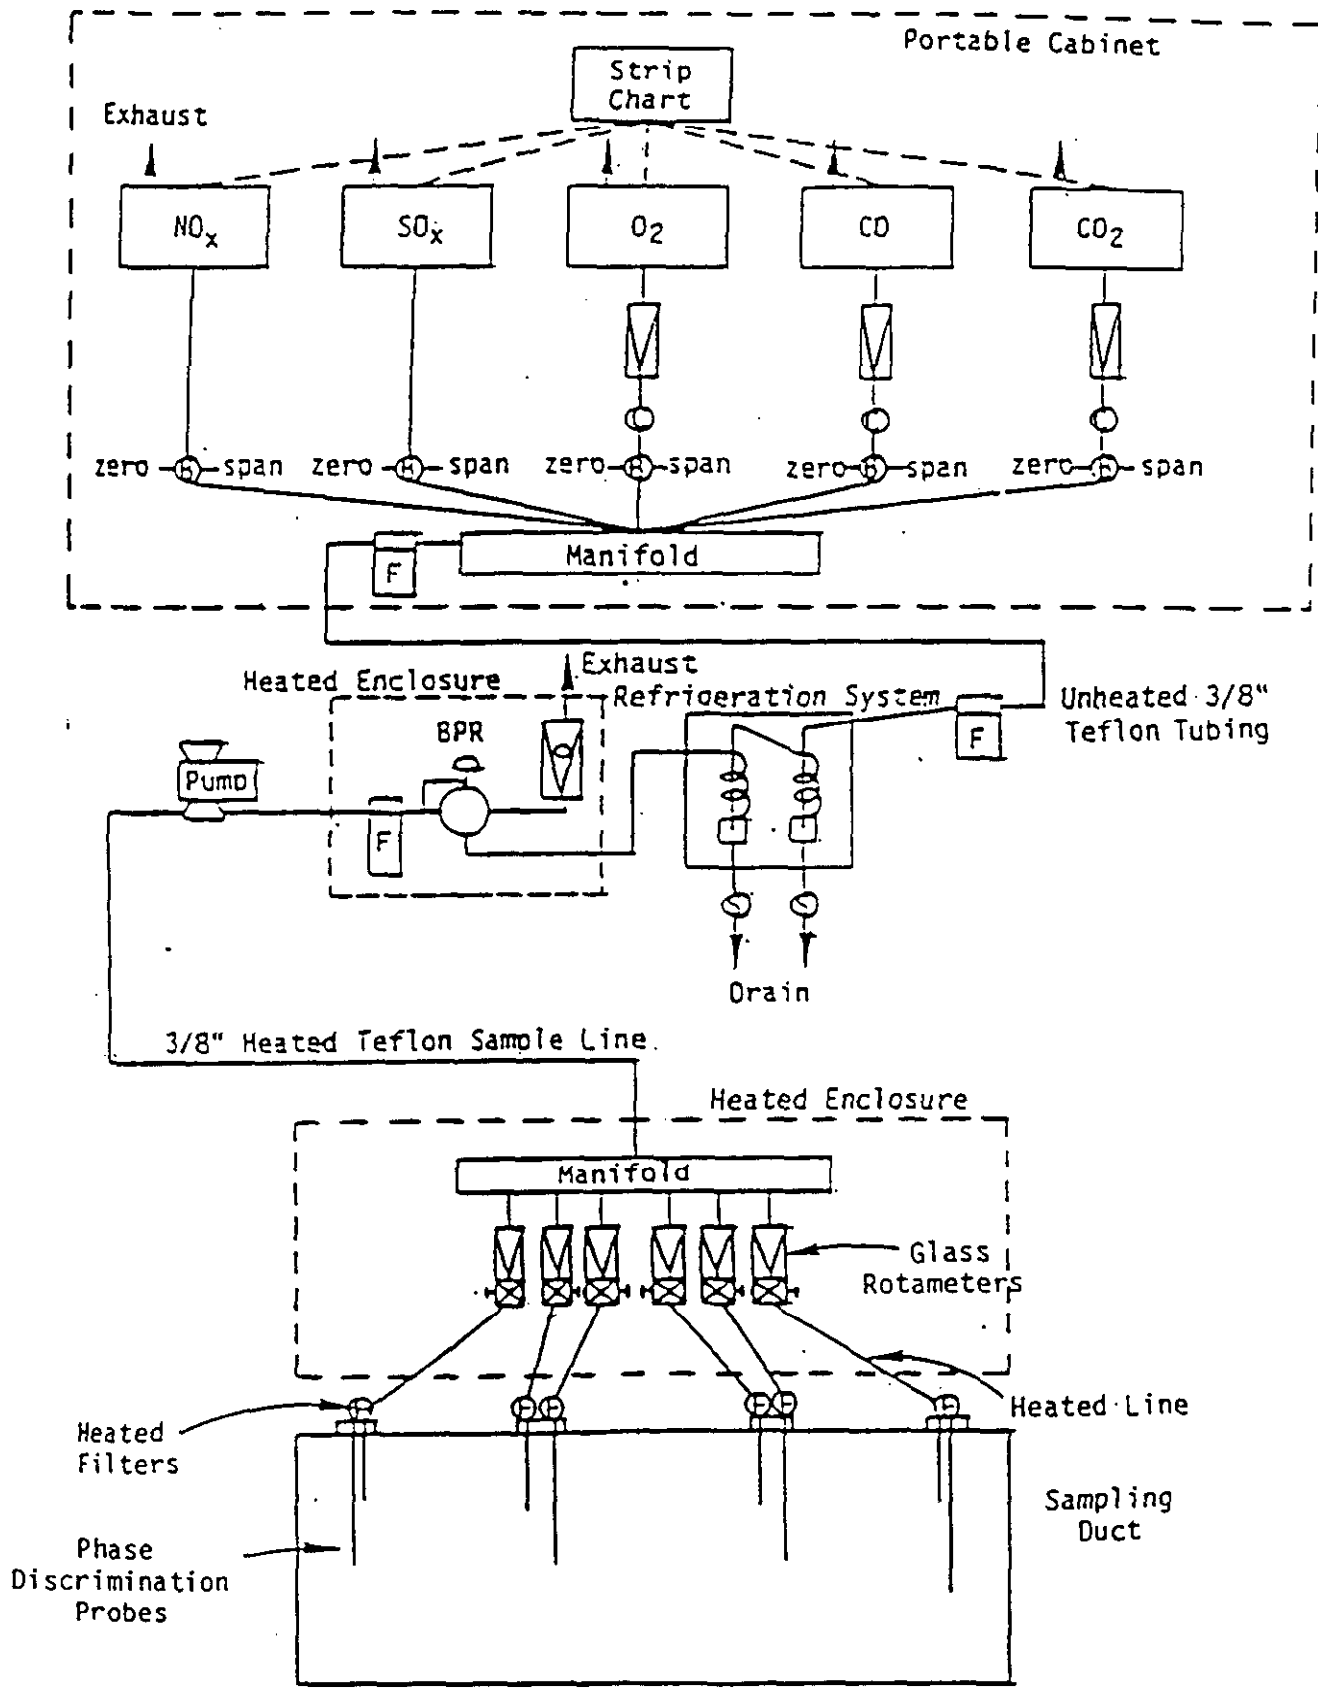 Portable Cabinet
Strip
Chart
Exhaust
NOx
SOx
O2
CO
CO2
zero span zero span zero span zero span zero span
Manifold
F
Exhaust
Heated Enclosure
Refrigeration System
Unheated 3/8"
Teflon Tubing
F
BPR
Pump
F
Drain
3/8" Heated Teflon Sample Line
Heated Enclosure
Manifold
Glass
Rotameters
Heated Line
Heated
Filters
F F F F F F
Sampling
Duct
Phase
Discrimination
Probes